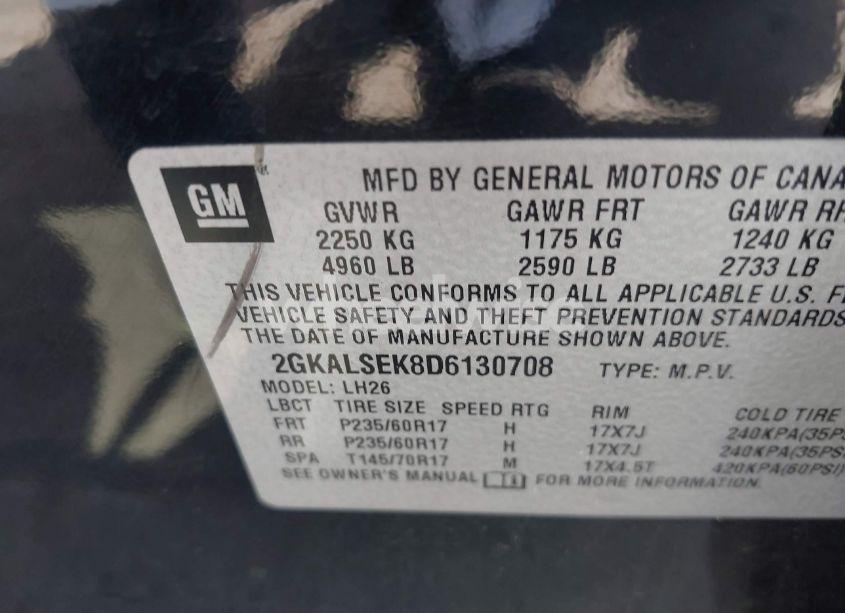 GM
MFD BY GENERAL MOTORS OF CANA
GVWR GAWR FRT GAWR RR
2250 KG 1175 KG 1240 KG
4960 LB 2590 LB 2733 LB
THIS VEHICLE CONFORMS TO ALL APPLICABLE U.S. F
VEHICLE SAFETY AND THEFT PREVENTION STANDARDS
THE DATE OF MANUFACTURE SHOWN ABOVE.
2GKALSEK8D6130708 TYPE: M.P.V.
MODEL: LH26
LBCT TIRE SIZE SPEED RTG RIM COLD TIRE
FRT P235/60R17 H 17X7J 240KPA(35PS
RR P235/60R17 H 17X7J 240KPA(35PSI
SPA T145/70R17 M 17X4.5T 420KPA(60PSI)
SEE OWNER'S MANUAL FOR MORE INFORMATION.